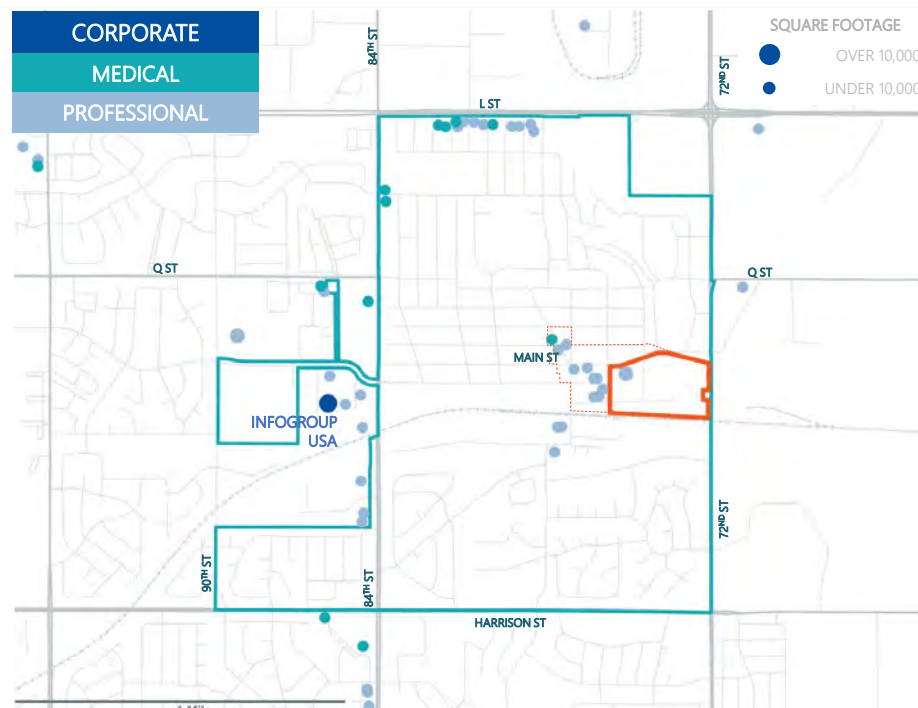 CORPORATE
MEDICAL
PROFESSIONAL
SQUARE FOOTAGE
OVER 10,000
UNDER 10,000
84TH ST
72ND ST
L ST
Q ST
Q ST
MAIN ST
INFOGROUP
USA
72ND ST
90TH ST
84TH ST
HARRISON ST